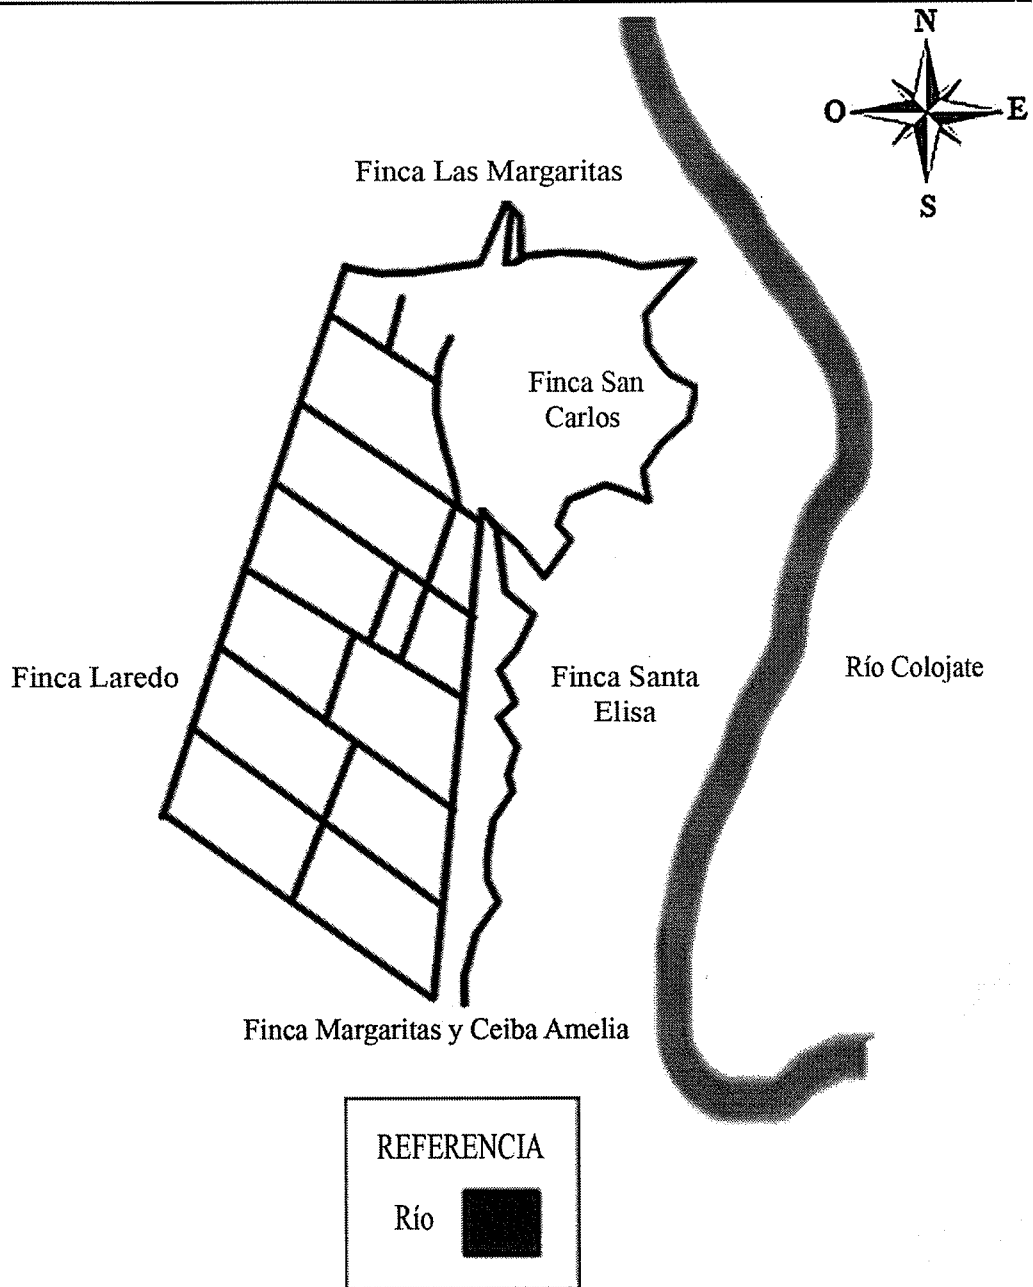 N
O
E
S
Finca Las Margaritas
Finca San
Carlos
Finca Laredo
Finca Santa
Elisa
Río Colojate
Finca Margaritas y Ceiba Amelia
REFERENCIA
Río